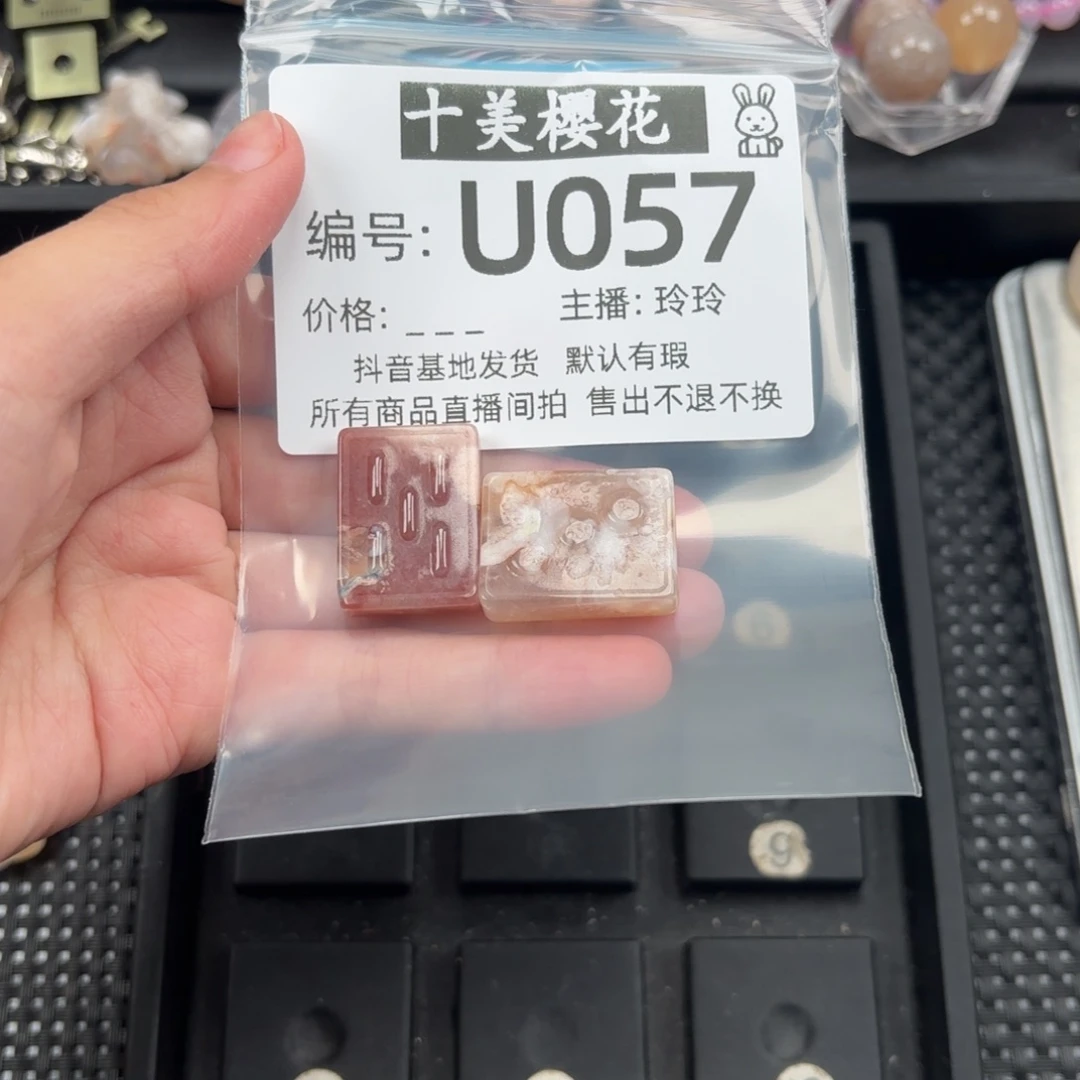 十美樱花
编号: U057
价格: _ _ _ 主播: 玲玲
抖音基地发货 默认有瑕
所有商品直播间拍 售出不退不换
9